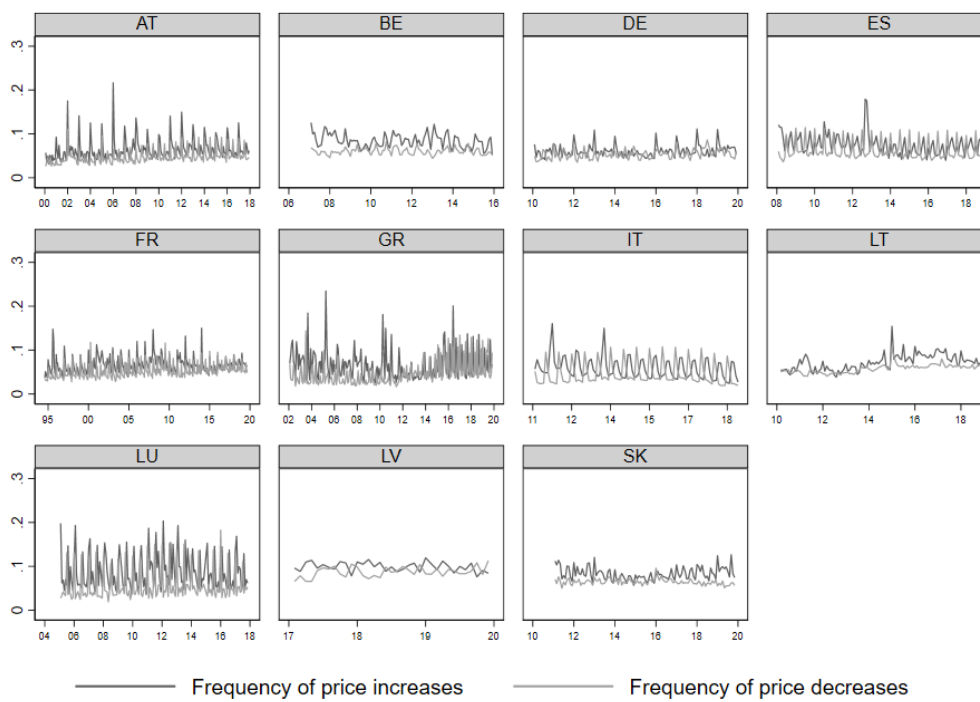 AT BE DE ES
.3
.2
.1
0
00 02 04 06 08 10 12 14 16 18
06 08 10 12 14 16
10 12 14 16 18 20
08 10 12 14 16 18
FR GR IT LT
.3
.2
.1
0
95 00 05 10 15 20
02 04 06 08 10 12 14 16 18 20
11 12 14 15 16 17 18
10 12 14 15 16 18
LU LV SK
.3
.2
.1
0
04 06 08 10 12 14 16 18
17 18 19 20
10 12 14 16 18 20
Frequency of price increases Frequency of price decreases